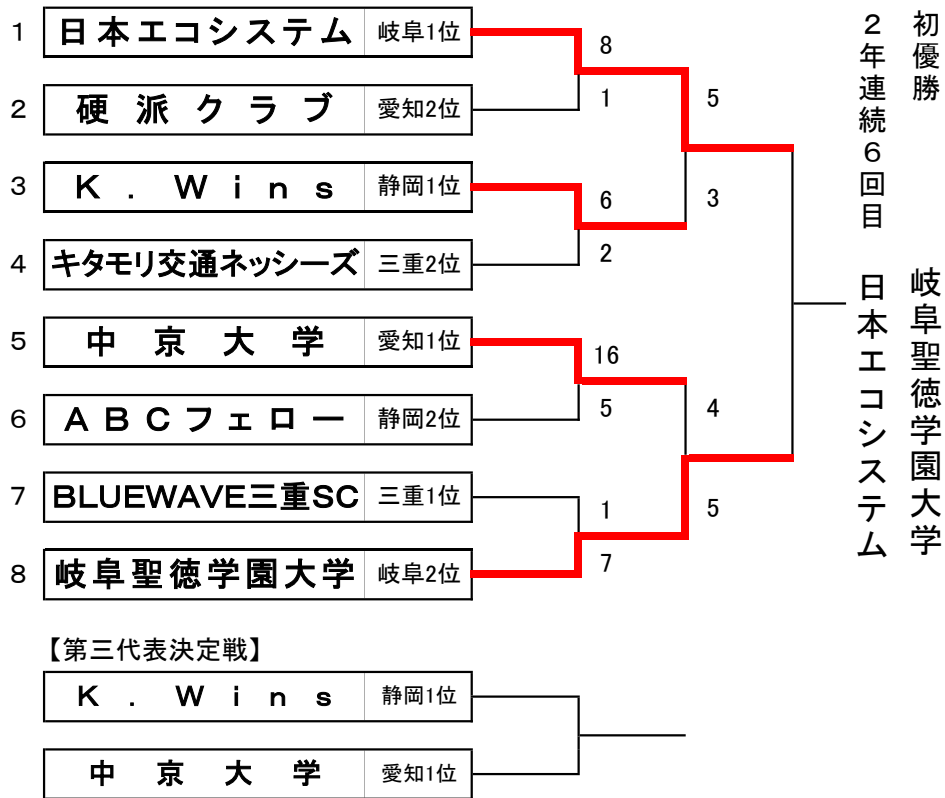 1 日本エコシステム 岐阜1位
8
2 硬派クラブ 愛知2位
1
5
3 K.Wins 静岡1位
6
3
4 キタモリ交通ネッシーズ 三重2位
2
5 中京大学 愛知1位
16
6 ABCフェロー 静岡2位
5
4
7 BLUEWAVE三重SC 三重1位
1
5
8 岐阜聖徳学園大学 岐阜2位
7
初優勝 岐阜聖徳学園大学
2年連続6回目 日本エコシステム
【第三代表決定戦】
K.Wins 静岡1位
中京大学 愛知1位